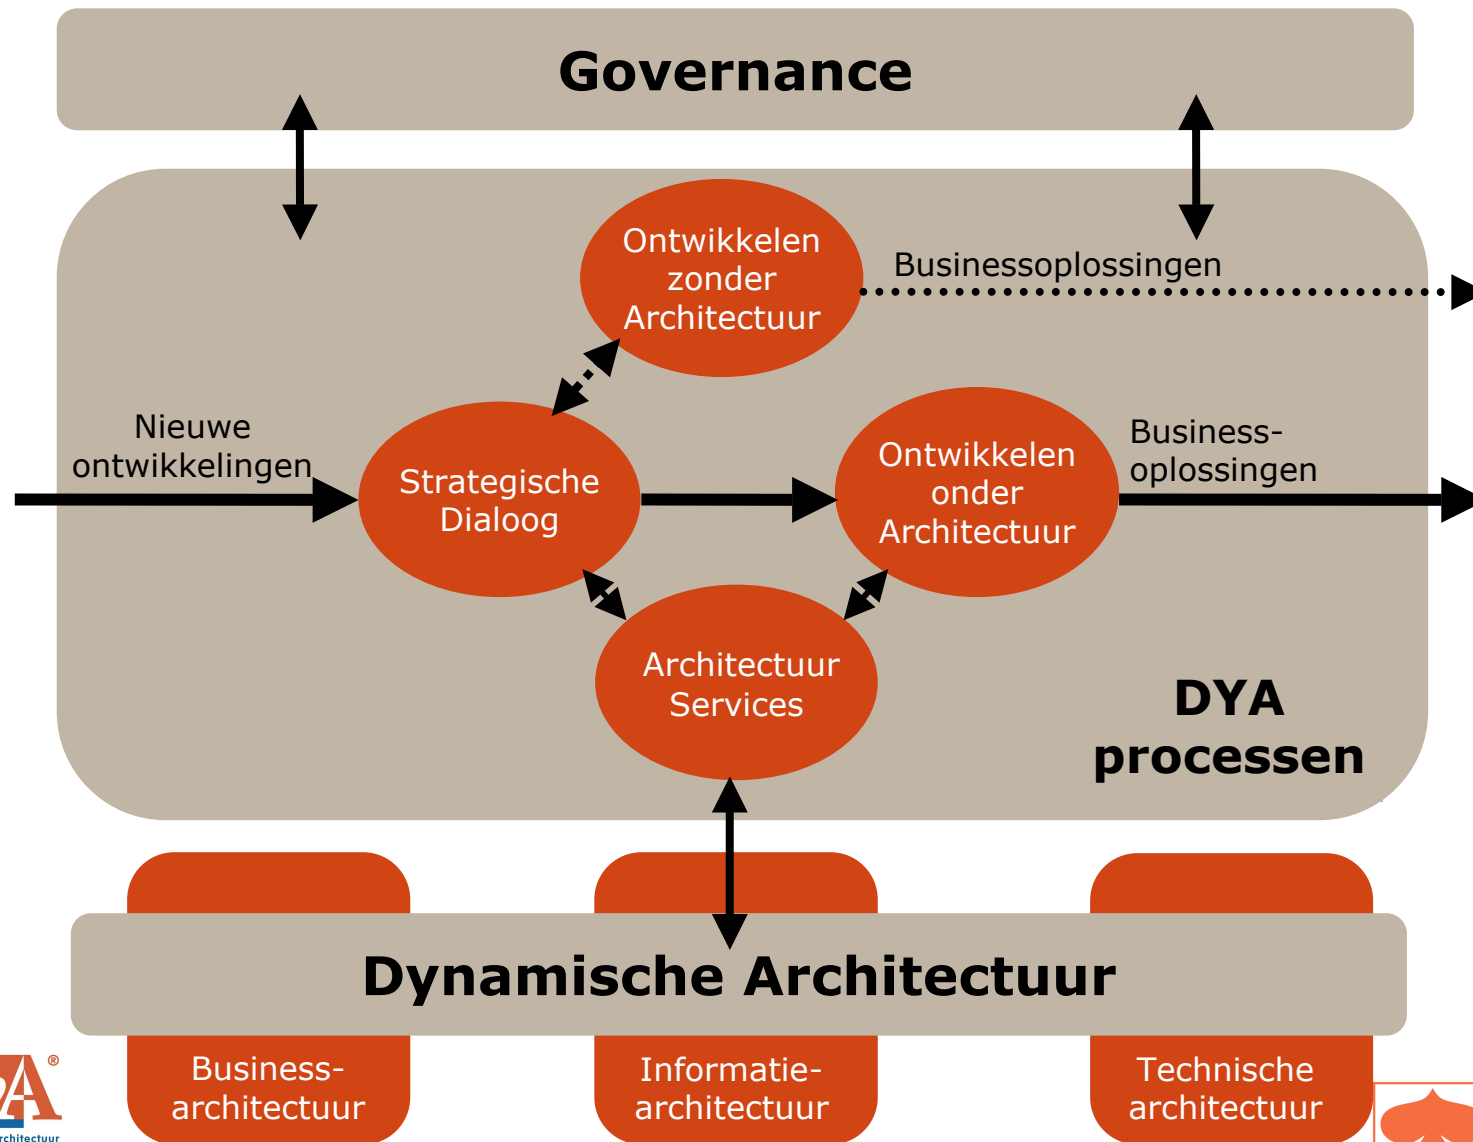 Governance
Ontwikkelen
zonder
Architectuur
Businessoplossingen
Nieuwe
ontwikkelingen
Strategische
Dialoog
Ontwikkelen
onder
Architectuur
Business-
oplossingen
Architectuur
Services
DYA
processen
Dynamische Architectuur
Business-
architectuur
Informatie-
architectuur
Technische
architectuur
A®
architectuur